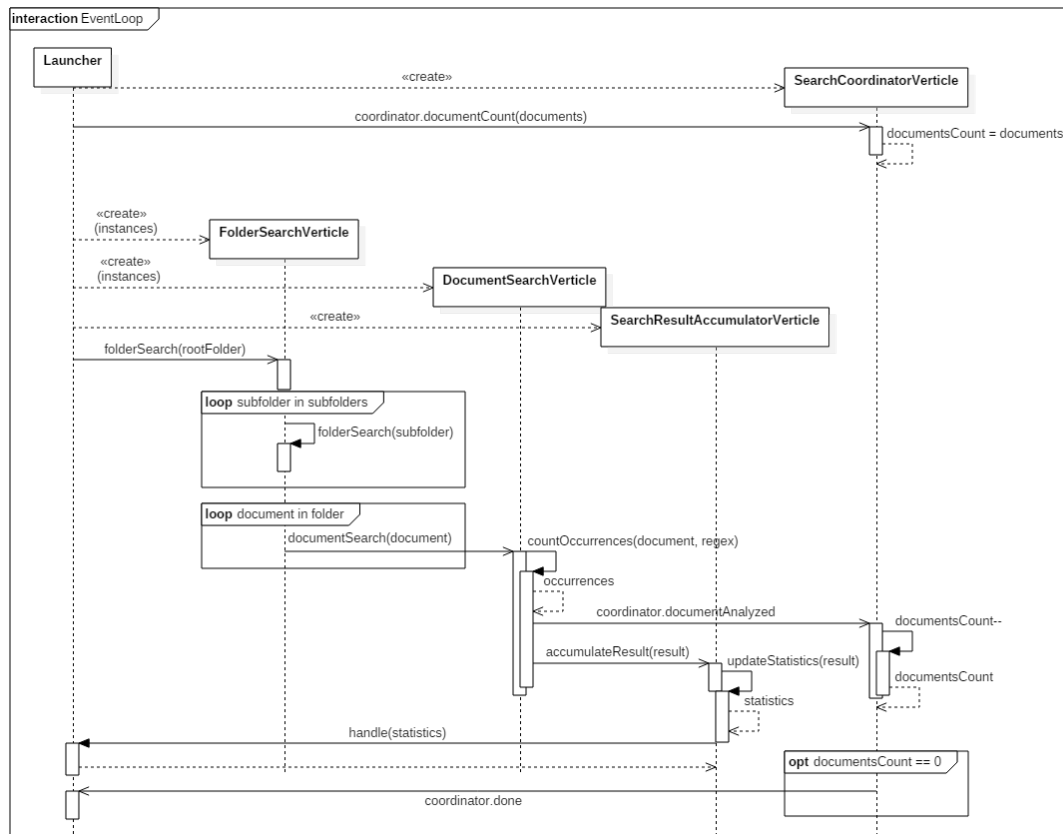 interaction EventLoop
Launcher
«create»
SearchCoordinatorVerticle
coordinator.documentCount(documents)
documentsCount = documents
«create»
(instances)
FolderSearchVerticle
«create»
(instances)
DocumentSearchVerticle
«create»
SearchResultAccumulatorVerticle
folderSearch(rootFolder)
loop subfolder in subfolders
folderSearch(subfolder)
loop document in folder
documentSearch(document)
countOccurrences(document, regex)
occurrences
coordinator.documentAnalyzed
documentsCount--
accumulateResult(result)
updateStatistics(result)
documentsCount
statistics
handle(statistics)
opt documentsCount == 0
coordinator.done